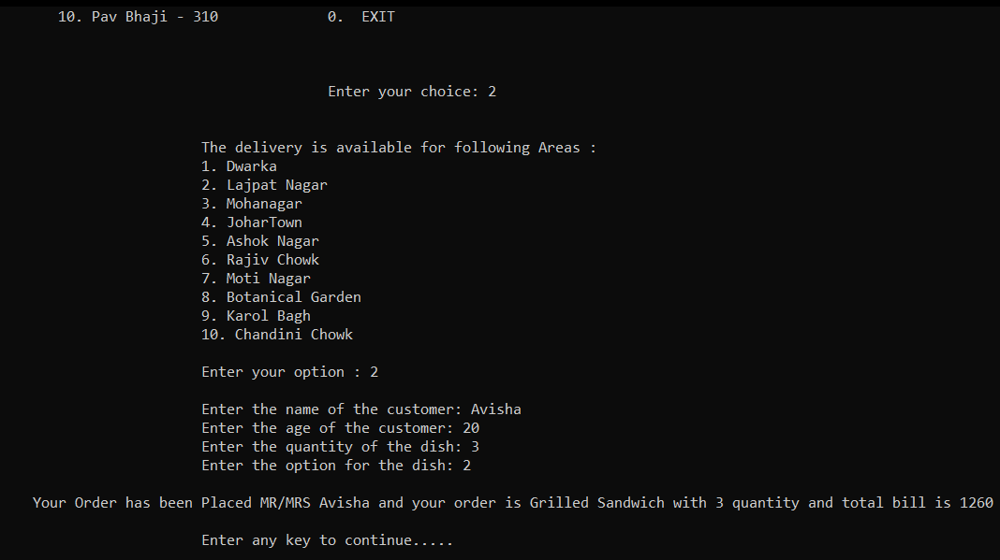 10. Pav Bhaji - 310 0. EXIT
Enter your choice: 2
The delivery is available for following Areas :
1. Dwarka
2. Lajpat Nagar
3. Mohanagar
4. JoharTown
5. Ashok Nagar
6. Rajiv Chowk
7. Moti Nagar
8. Botanical Garden
9. Karol Bagh
10. Chandini Chowk
Enter your option : 2
Enter the name of the customer: Avisha
Enter the age of the customer: 20
Enter the quantity of the dish: 3
Enter the option for the dish: 2
Your Order has been Placed MR/MRS Avisha and your order is Grilled Sandwich with 3 quantity and total bill is 1260
Enter any key to continue.....